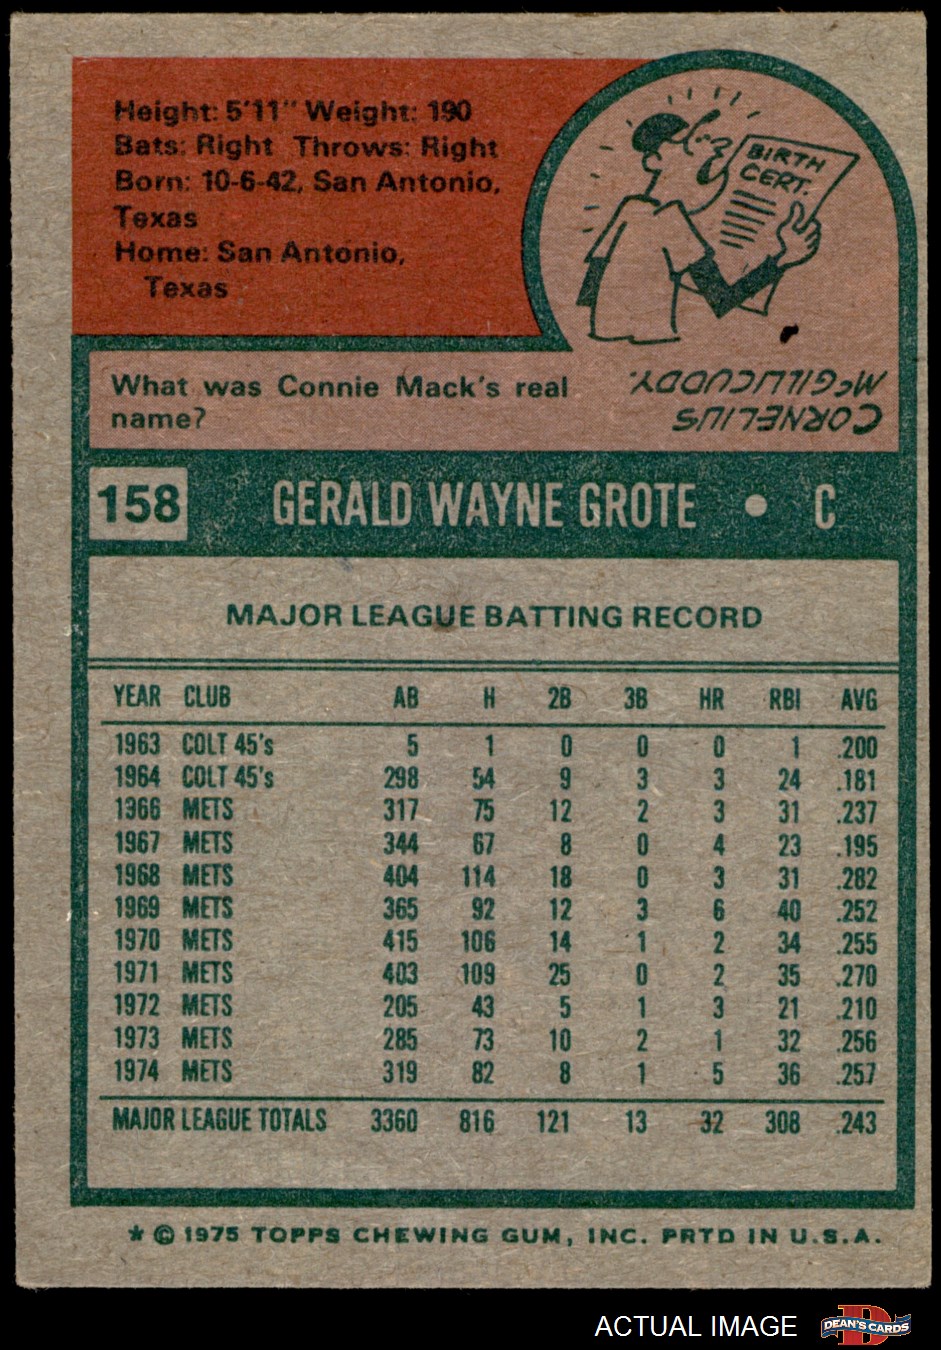 Height: 5'11" Weight: 190
Bats: Right Throws: Right
Born: 10-6-42, San Antonio,
Texas
Home: San Antonio,
Texas
BIRTH
CERT.
What was Connie Mack's real
name?
CORNELIUS
McGILLICUDDY.
158 GERALD WAYNE GROTE • C
MAJOR LEAGUE BATTING RECORD
YEAR CLUB AB H 2B 3B HR RBI AVG
1963 COLT 45's 5 1 0 0 0 1 .200
1964 COLT 45's 298 54 9 3 3 24 .181
1366 METS 317 75 12 2 3 31 .237
1967 METS 344 67 8 0 4 23 .195
1968 METS 404 114 18 0 3 31 .282
1969 METS 365 92 12 3 6 40 .252
1970 METS 415 106 14 1 2 34 .255
1971 METS 403 109 25 0 2 35 .270
1972 METS 205 43 5 1 3 21 .210
1973 METS 285 73 10 2 1 32 .256
1974 METS 319 82 8 1 5 36 .257
MAJOR LEAGUE TOTALS 3360 816 121 13 32 308 .243
* © 1975 TOPPS CHEWING GUM, INC. PRTD IN U.S.A.
ACTUAL IMAGE
D
DEAN'S CARDS